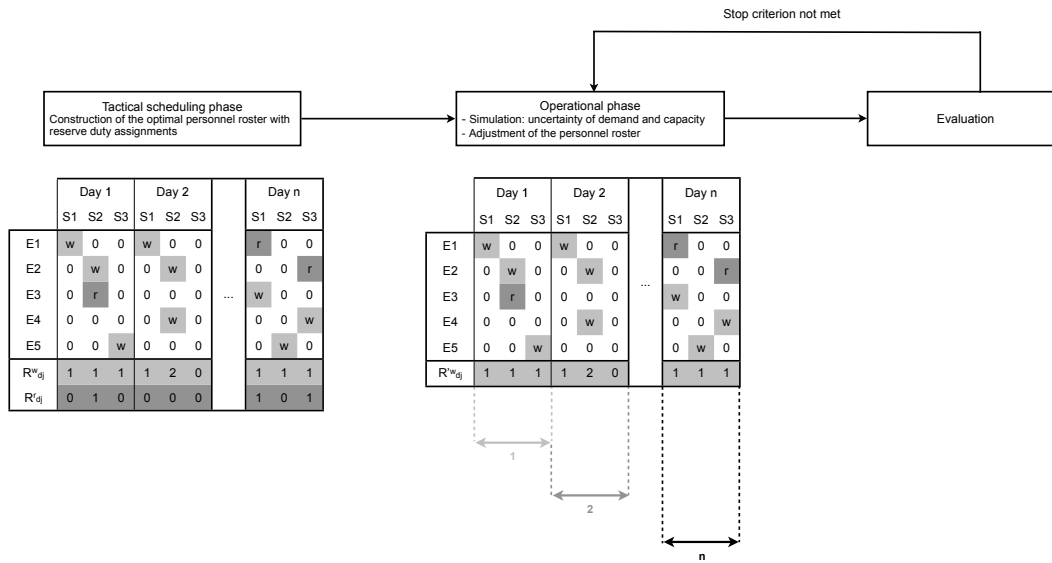 Stop criterion not met
Tactical scheduling phase
Construction of the optimal personnel roster with
reserve duty assignments
Operational phase
- Simulation: uncertainty of demand and capacity
- Adjustment of the personnel roster
Evaluation
Day 1 Day 2 Day n
S1 S2 S3 S1 S2 S3 S1 S2 S3
E1 w 0 0 w 0 0 r 0 0
E2 0 w 0 0 w 0 0 0 r
E3 0 r 0 0 0 0 ... w 0 0
E4 0 0 0 0 w 0 0 0 w
E5 0 0 w 0 0 0 0 w 0
R^w_dj 1 1 1 1 2 0 1 1 1
R^r_dj 0 1 0 0 0 0 1 0 1
Day 1 Day 2 Day n
S1 S2 S3 S1 S2 S3 S1 S2 S3
E1 w 0 0 w 0 0 r 0 0
E2 0 w 0 0 w 0 0 0 r
E3 0 r 0 0 0 0 ... w 0 0
E4 0 0 0 0 w 0 0 0 w
E5 0 0 w 0 0 0 0 w 0
R'^w_dj 1 1 1 1 2 0 1 1 1
1
2
n